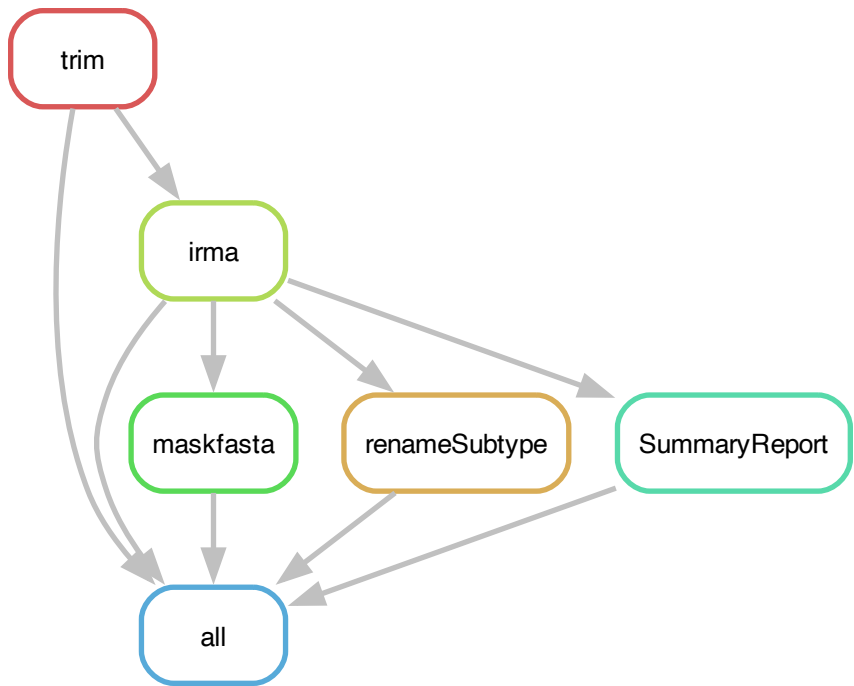 trim
irma
maskfasta
renameSubtype
SummaryReport
all